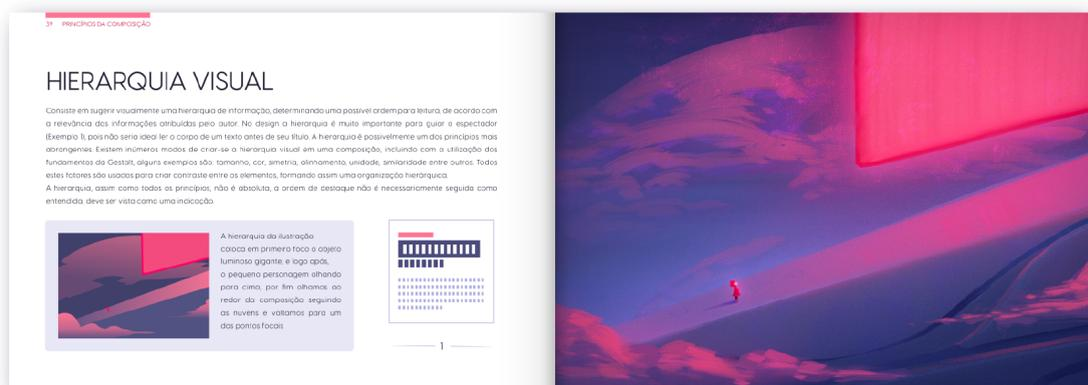 39 PRINCÍPIOS DA COMPOSIÇÃO
HIERARQUIA VISUAL
Consiste em sugerir visualmente uma hierarquia de informação, determinando uma possível ordem para leitura, de acordo com
a relevância das informações atribuídas pelo autor. No design a hierarquia é muito importante para guiar o espectador
(Exemplo 1), pois não seria ideal ler o corpo de um texto antes de seu título. A hierarquia é possivelmente um dos princípios mais
abrangentes. Existem inúmeros modos de criar-se a hierarquia visual em uma composição, incluindo com a utilização dos
fundamentos da Gestalt, alguns exemplos são: tamanho, cor, simetria, alinhamento, unidade, similaridade entre outros. Todos
estes fatores são usados para criar contraste entre os elementos, formando assim uma organização hierárquica.
A hierarquia, assim como todos os princípios, não é absoluta, a ordem de destaque não é necessariamente seguida como
entendida, deve ser vista como uma indicação.
A hierarquia da ilustração
coloca em primeiro foco o objeto
luminoso gigante, e logo após,
o pequeno personagem olhando
para cima, por fim olhamos ao
redor da composição seguindo
as nuvens e voltamos para um
dos pontos focais
1